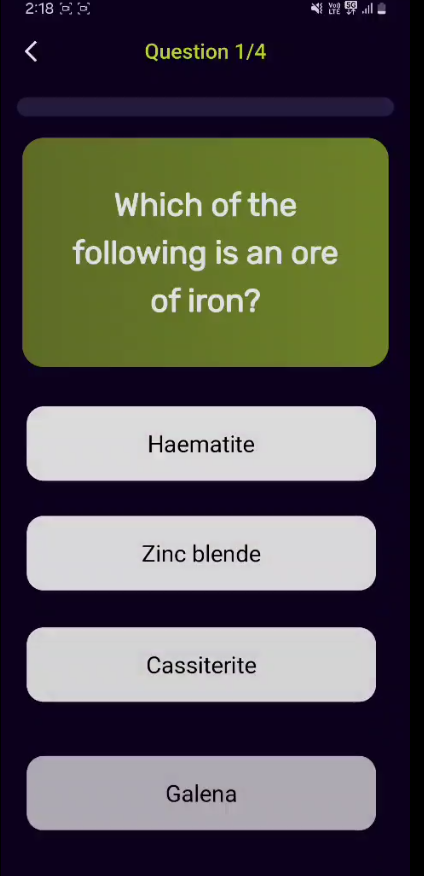 2:18
Question 1/4
Which of the
following is an ore
of iron?
Haematite
Zinc blende
Cassiterite
Galena